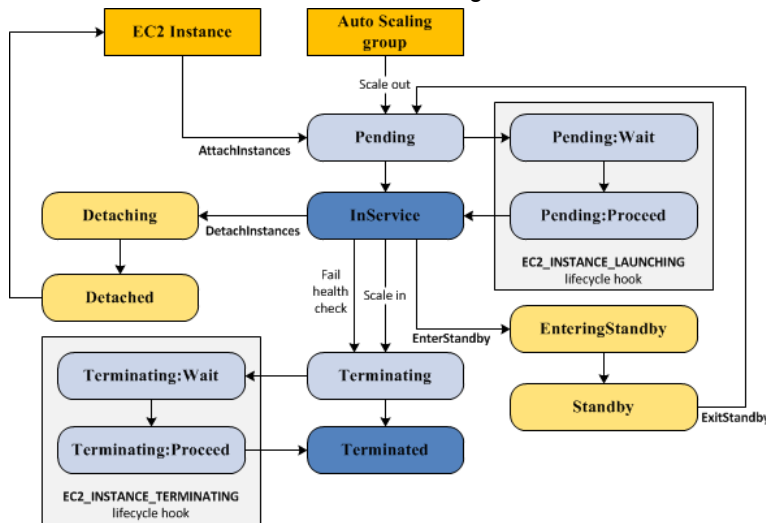 EC2 Instance
Auto Scaling
group
Scale out
Pending
Pending:Wait
AttachInstances
Detaching
InService
Pending:Proceed
DetachInstances
EC2_INSTANCE_LAUNCHING
lifecycle hook
Fail
health
check
Scale in
Detached
EnterStandby
EnteringStandby
Terminating:Wait
Terminating
Standby
ExitStandby
Terminating:Proceed
Terminated
EC2_INSTANCE_TERMINATING
lifecycle hook